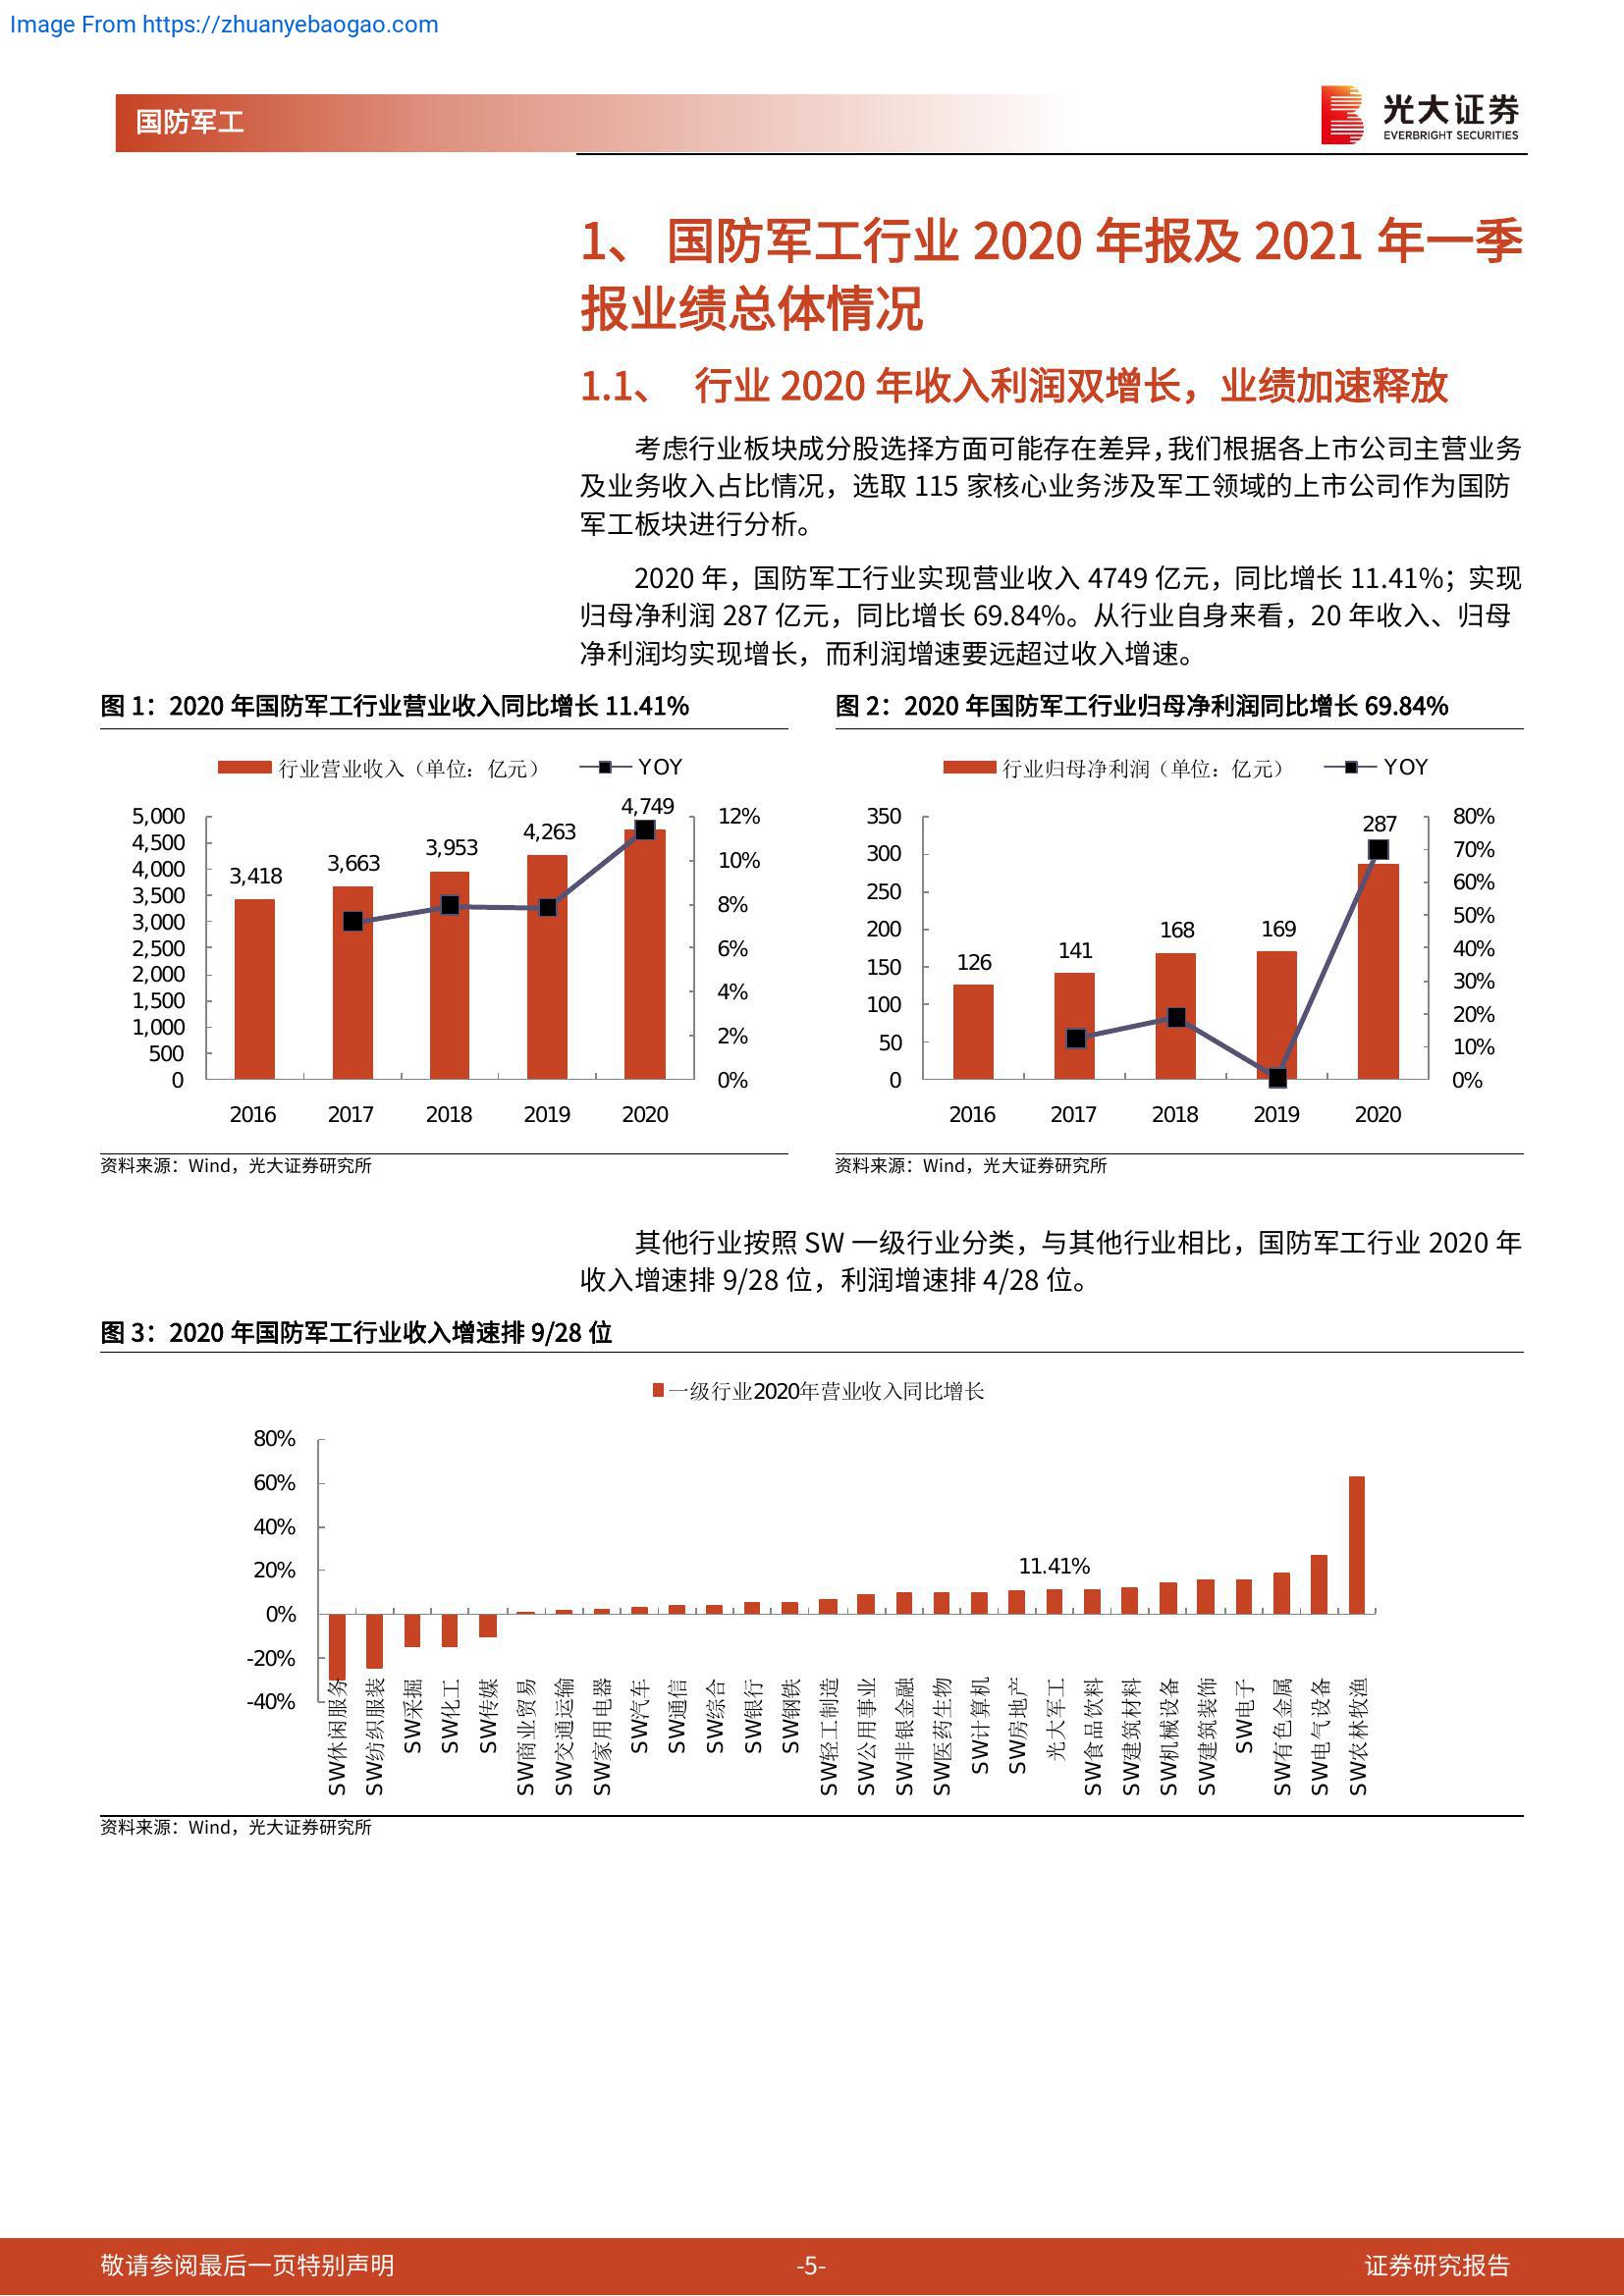 Image From https://zhuanyebaogao.com
国防军工
光大证券
EVERBRIGHT SECURITIES
1、 国防军工行业 2020 年报及 2021 年一季
报业绩总体情况
1.1、 行业 2020 年收入利润双增长，业绩加速释放
考虑行业板块成分股选择方面可能存在差异，我们根据各上市公司主营业务
及业务收入占比情况，选取 115 家核心业务涉及军工领域的上市公司作为国防
军工板块进行分析。
2020 年，国防军工行业实现营业收入 4749 亿元，同比增长 11.41%；实现
归母净利润 287 亿元，同比增长 69.84%。从行业自身来看，20 年收入、归母
净利润均实现增长，而利润增速要远超过收入增速。
图 1：2020 年国防军工行业营业收入同比增长 11.41%
行业营业收入（单位：亿元） YOY
5,000
4,500
4,000
3,500
3,000
2,500
2,000
1,500
1,000
500
0
3,418
3,663
3,953
4,263
4,749
12%
10%
8%
6%
4%
2%
0%
2016 2017 2018 2019 2020
资料来源：Wind，光大证券研究所
图 2：2020 年国防军工行业归母净利润同比增长 69.84%
行业归母净利润（单位：亿元） YOY
350
300
250
200
150
100
50
0
126
141
168
169
287
80%
70%
60%
50%
40%
30%
20%
10%
0%
2016 2017 2018 2019 2020
资料来源：Wind，光大证券研究所
其他行业按照 SW 一级行业分类，与其他行业相比，国防军工行业 2020 年
收入增速排 9/28 位，利润增速排 4/28 位。
图 3：2020 年国防军工行业收入增速排 9/28 位
一级行业2020年营业收入同比增长
80%
60%
40%
20%
0%
-20%
-40%
11.41%
SW休闲服务
SW纺织服装
SW采掘
SW化工
SW传媒
SW商业贸易
SW交通运输
SW家用电器
SW汽车
SW通信
SW综合
SW银行
SW钢铁
SW轻工制造
SW公用事业
SW非银金融
SW医药生物
SW计算机
SW房地产
光大军工
SW食品饮料
SW建筑材料
SW机械设备
SW建筑装饰
SW电子
SW有色金属
SW电气设备
SW农林牧渔
资料来源：Wind，光大证券研究所
敬请参阅最后一页特别声明
-5-
证券研究报告